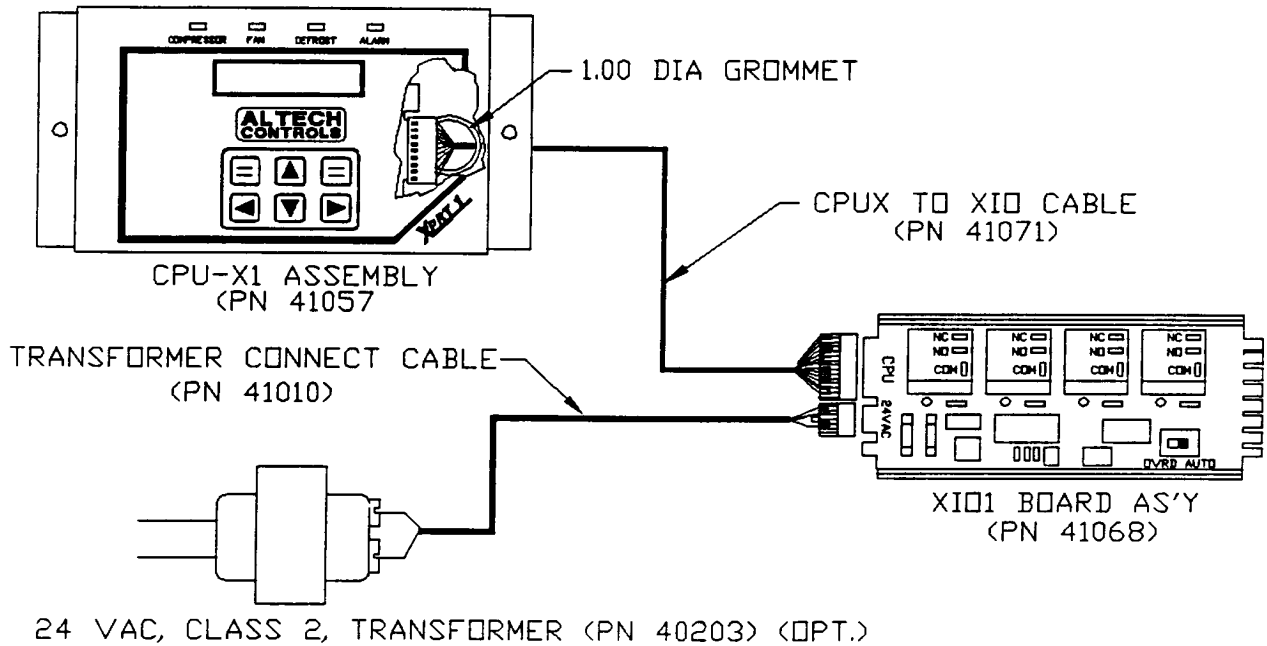 COMPRESSOR FAN DEFROST ALARM
1.00 DIA GROMMET
ALTECH
CONTROLS
XPERT 1
CPUX TO XIO CABLE
(PN 41071)
CPU-X1 ASSEMBLY
(PN 41057
TRANSFORMER CONNECT CABLE
(PN 41010)
NC NC NC NC
NO NO NO NO
COM COM COM COM
CPU
24VAC
OVRD AUTO
XIO1 BOARD AS'Y
(PN 41068)
24 VAC, CLASS 2, TRANSFORMER (PN 40203) (OPT.)